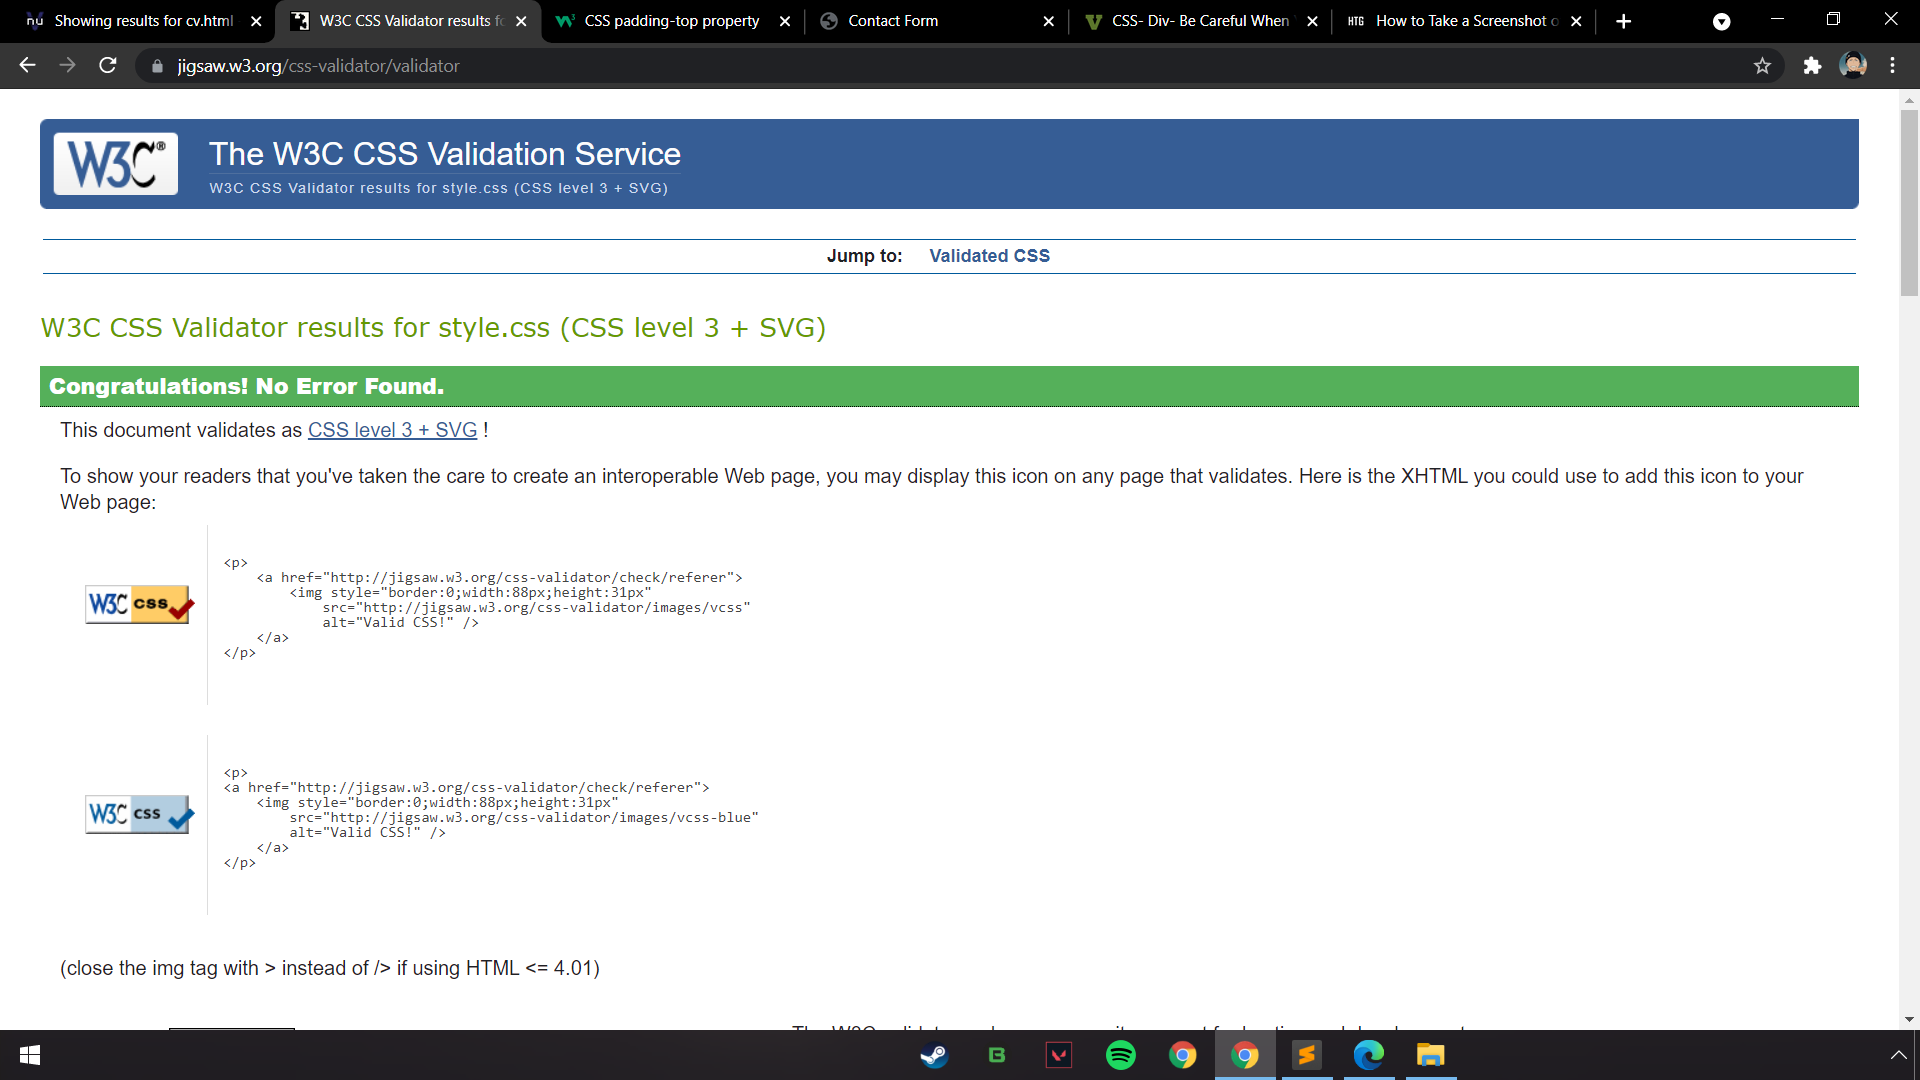 Showing results for cv.html
W3C CSS Validator results fo
CSS padding-top property
Contact Form
CSS- Div- Be Careful When
HTG
How to Take a Screenshot o
jigsaw.w3.org/css-validator/validator
W3C®
The W3C CSS Validation Service
W3C CSS Validator results for style.css (CSS level 3 + SVG)
Jump to: Validated CSS
W3C CSS Validator results for style.css (CSS level 3 + SVG)
Congratulations! No Error Found.
This document validates as CSS level 3 + SVG !
To show your readers that you've taken the care to create an interoperable Web page, you may display this icon on any page that validates. Here is the XHTML you could use to add this icon to your
Web page:
W3C css
<p>
<a href="http://jigsaw.w3.org/css-validator/check/referer">
<img style="border:0;width:88px;height:31px"
src="http://jigsaw.w3.org/css-validator/images/vcss"
alt="Valid CSS!" />
</a>
</p>
W3C css
<p>
<a href="http://jigsaw.w3.org/css-validator/check/referer">
<img style="border:0;width:88px;height:31px"
src="http://jigsaw.w3.org/css-validator/images/vcss-blue"
alt="Valid CSS!" />
</a>
</p>
(close the img tag with > instead of /> if using HTML <= 4.01)